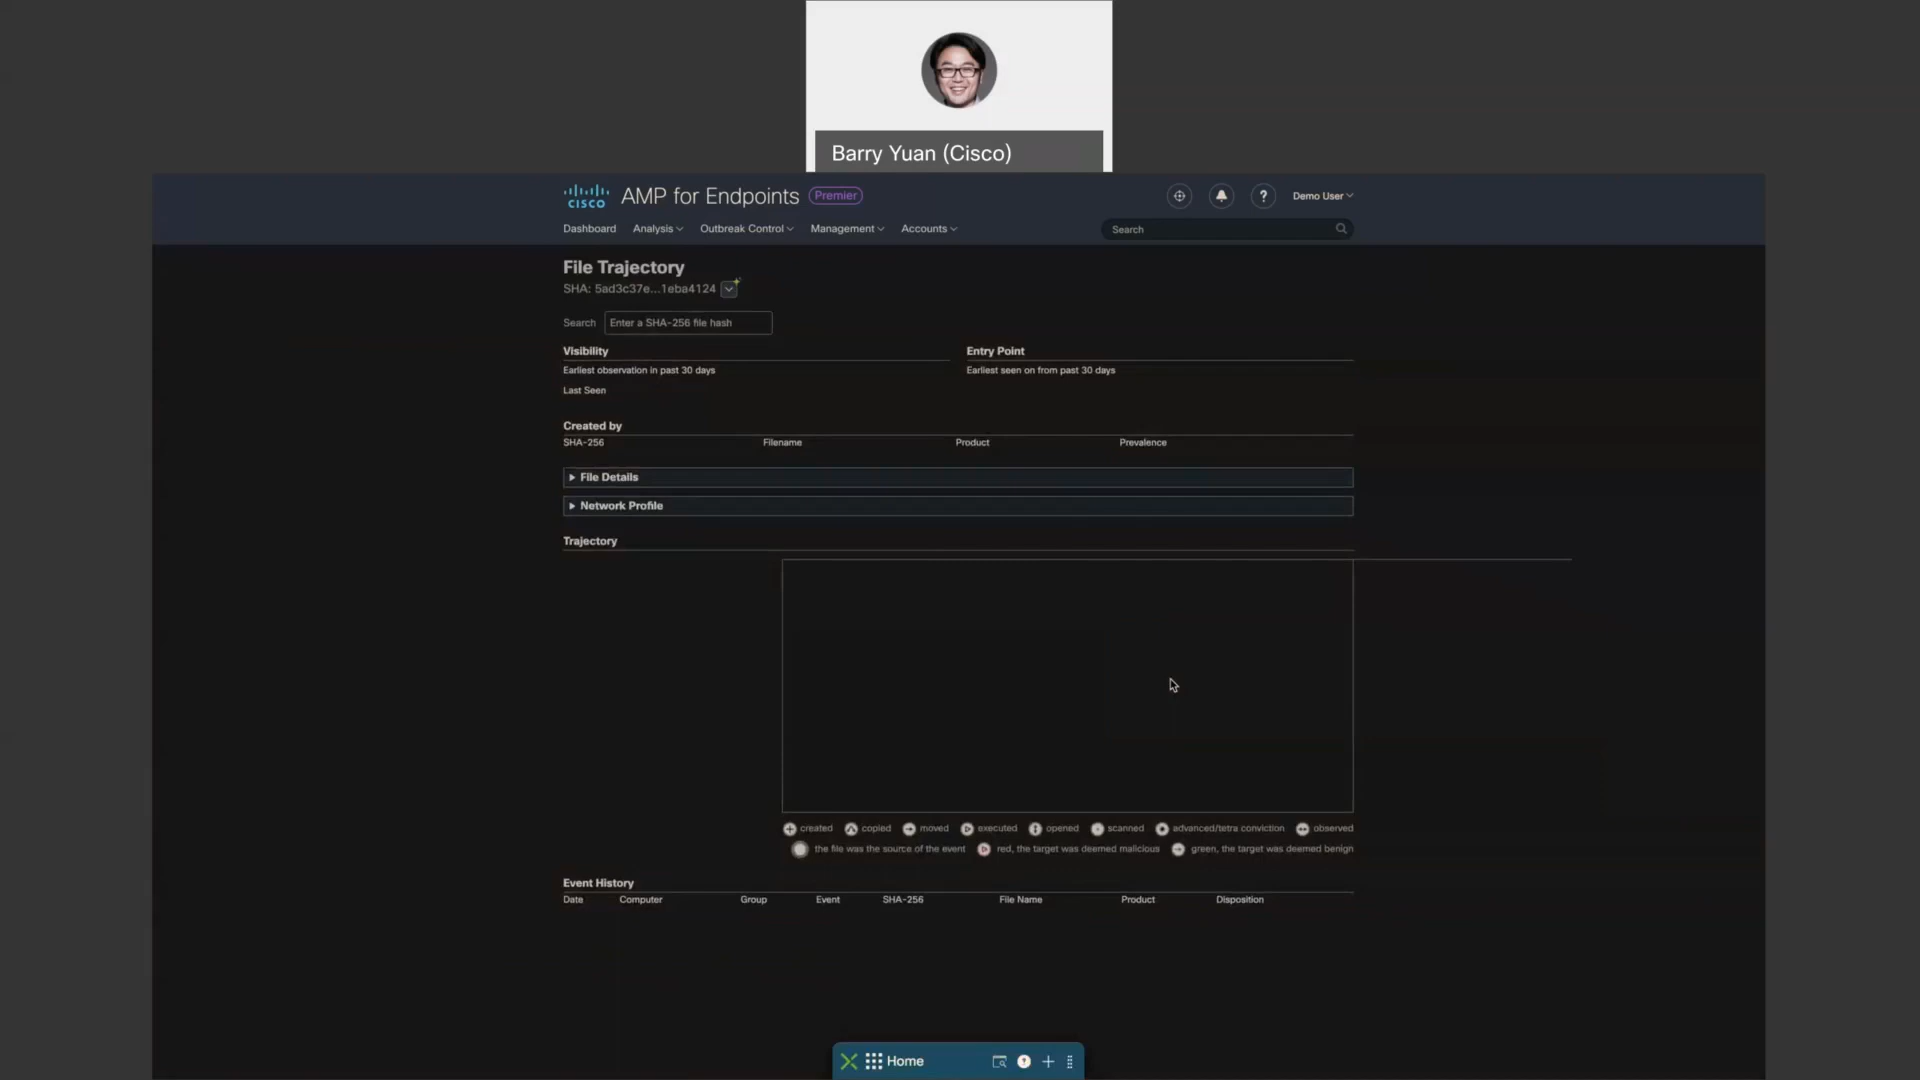 Barry Yuan (Cisco)
CISCO AMP for Endpoints Premier
? Demo User
Dashboard Analysis Outbreak Control Management Accounts Search
File Trajectory
SHA: 5ad3c37e...1eba4124
Search Enter a SHA-256 file hash
Visibility Entry Point
Earliest observation in past 30 days Earliest seen on from past 30 days
Last Seen
Created by
SHA-256 Filename Product Prevalence
File Details
Network Profile
Trajectory
created copied moved executed opened scanned advanced/tetra conviction observed
the file was the source of the event red, the target was deemed malicious green, the target was deemed benign
Event History
Date Computer Group Event SHA-256 File Name Product Disposition
Home